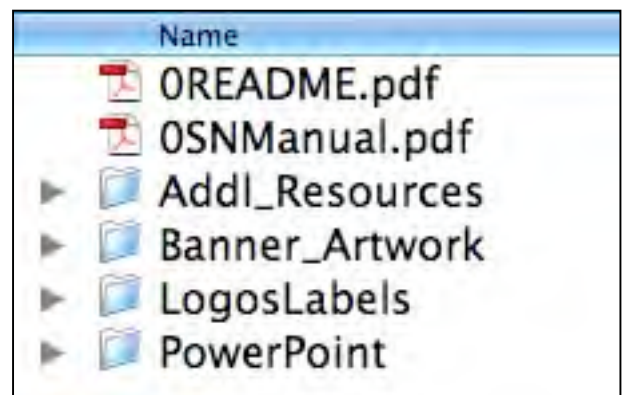 Name
0README.pdf
0SNManual.pdf
Addl_Resources
Banner_Artwork
LogosLabels
PowerPoint